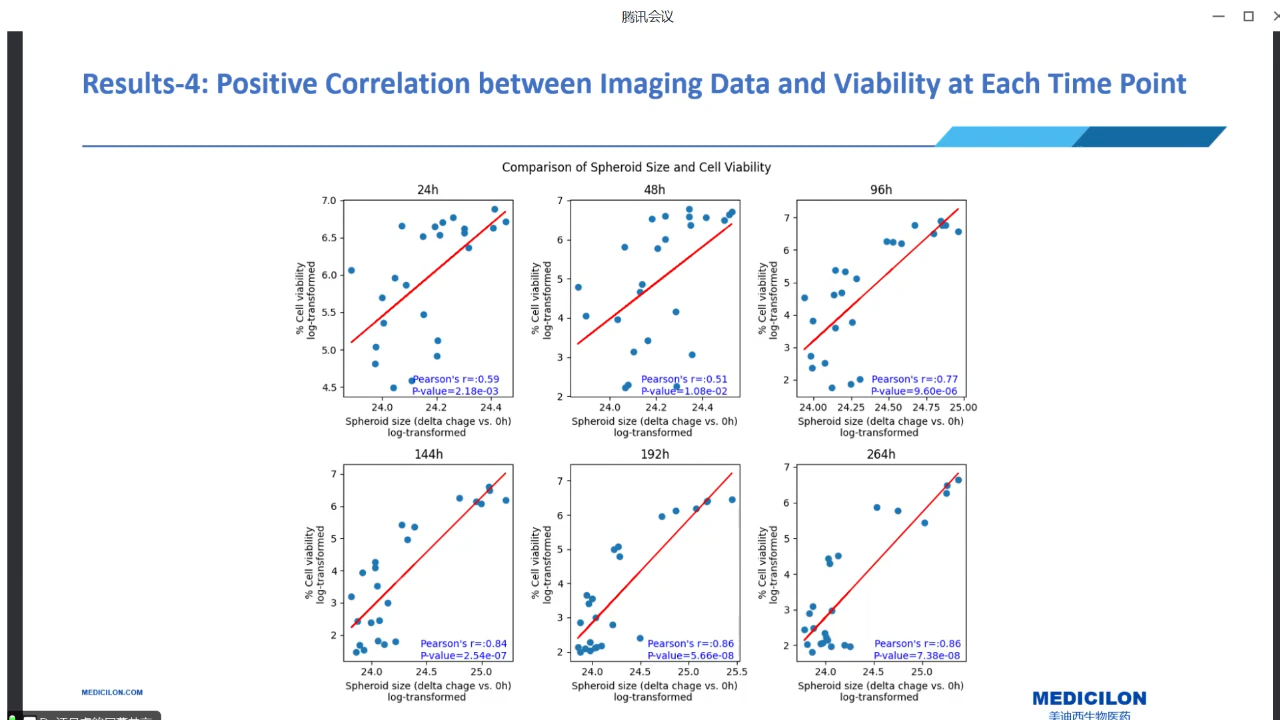 腾讯会议
Results-4: Positive Correlation between Imaging Data and Viability at Each Time Point
Comparison of Spheroid Size and Cell Viability
24h
7.0
6.5
6.0
5.5
5.0
4.5
24.0 24.2 24.4
% Cell viability
log-transformed
Pearson's r=:0.59
P-value=2.18e-03
Spheroid size (delta chage vs. 0h)
log-transformed
48h
7
6
5
4
3
2
24.0 24.2 24.4
% Cell viability
log-transformed
Pearson's r=:0.51
P-value=1.08e-02
Spheroid size (delta chage vs. 0h)
log-transformed
96h
7
6
5
4
3
2
24.00 24.25 24.50 24.75 25.00
% Cell viability
log-transformed
Pearson's r=:0.77
P-value=9.60e-06
Spheroid size (delta chage vs. 0h)
log-transformed
144h
7
6
5
4
3
2
24.0 24.5 25.0
% Cell viability
log-transformed
Pearson's r=:0.84
P-value=2.54e-07
Spheroid size (delta chage vs. 0h)
log-transformed
192h
7
6
5
4
3
2
24.0 24.5 25.0 25.5
% Cell viability
log-transformed
Pearson's r=:0.86
P-value=5.66e-08
Spheroid size (delta chage vs. 0h)
log-transformed
264h
7
6
5
4
3
2
24.0 24.5 25.0
% Cell viability
log-transformed
Pearson's r=:0.86
P-value=7.38e-08
Spheroid size (delta chage vs. 0h)
log-transformed
MEDICILON.COM
MEDICILON
美迪西生物医药